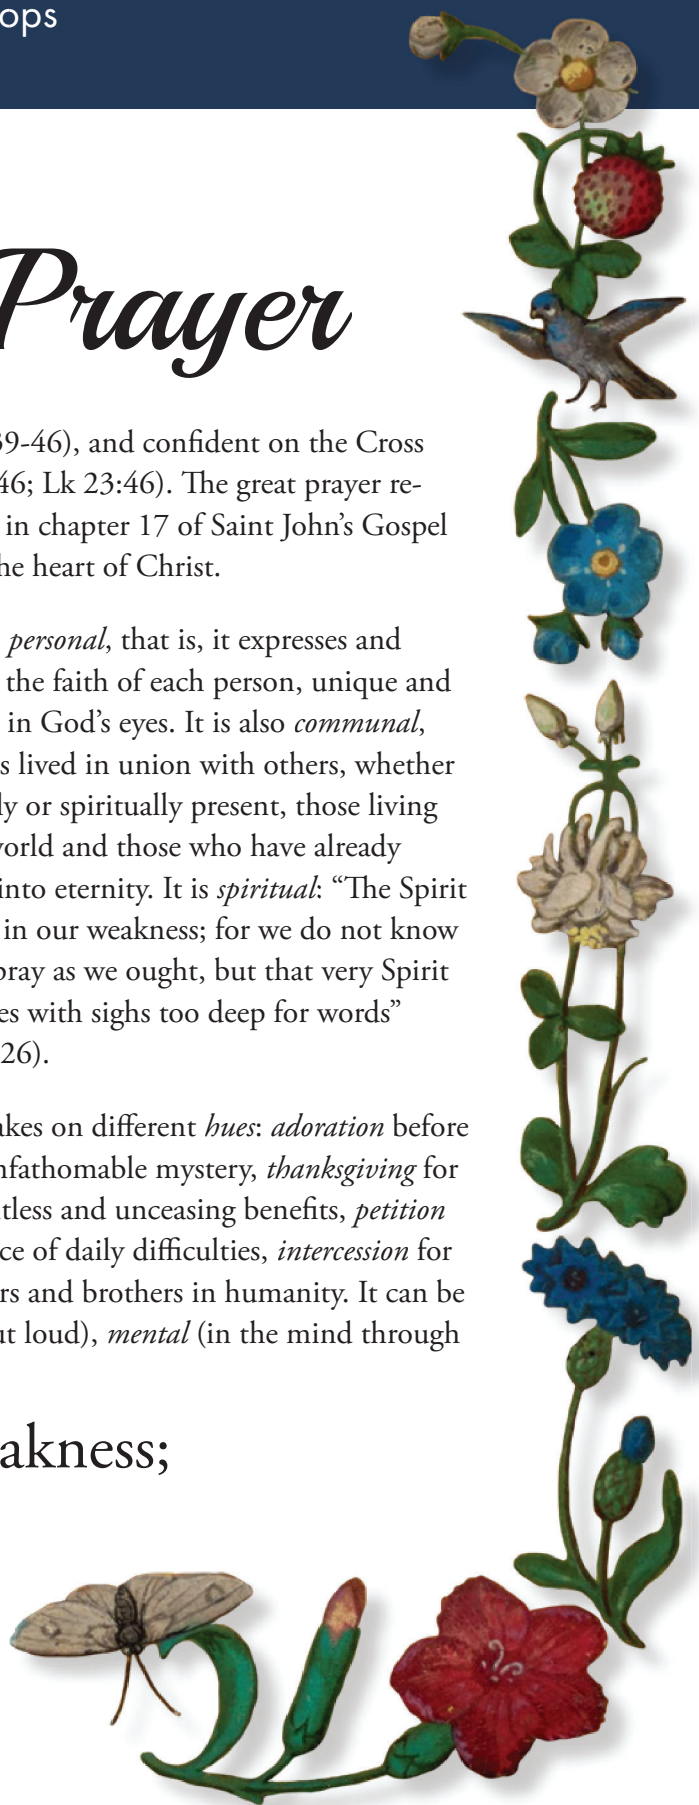 ops
Prayer
39-46), and confident on the Cross
46; Lk 23:46). The great prayer re-
in chapter 17 of Saint John’s Gospel
he heart of Christ.
personal, that is, it expresses and
the faith of each person, unique and
in God’s eyes. It is also communal,
s lived in union with others, whether
ly or spiritually present, those living
world and those who have already
into eternity. It is spiritual: “The Spirit
in our weakness; for we do not know
pray as we ought, but that very Spirit
es with sighs too deep for words”
26).
akes on different hues: adoration before
nfathomable mystery, thanksgiving for
tless and unceasing benefits, petition
ce of daily difficulties, intercession for
rs and brothers in humanity. It can be
ut loud), mental (in the mind through
akness;